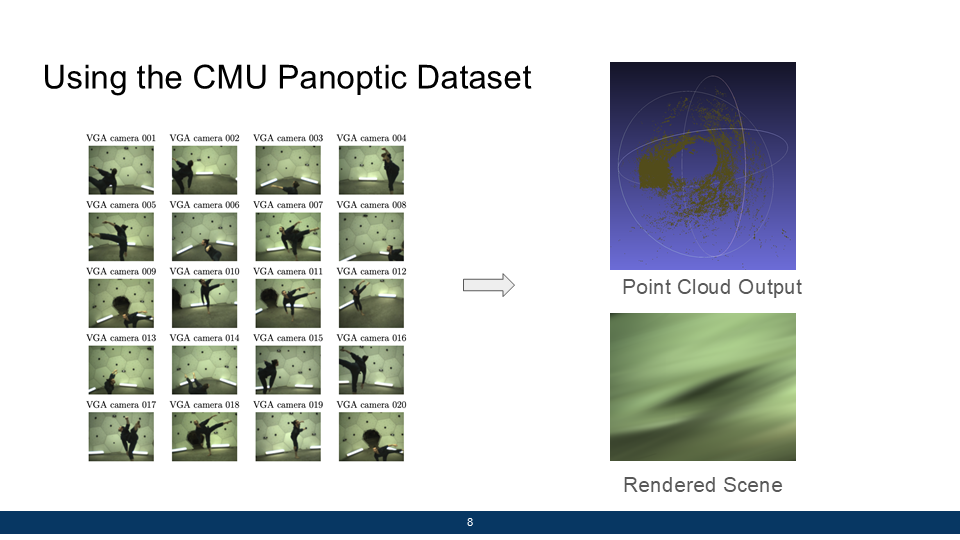 Using the CMU Panoptic Dataset
VGA camera 001 VGA camera 002 VGA camera 003 VGA camera 004
VGA camera 005 VGA camera 006 VGA camera 007 VGA camera 008
VGA camera 009 VGA camera 010 VGA camera 011 VGA camera 012
VGA camera 013 VGA camera 014 VGA camera 015 VGA camera 016
VGA camera 017 VGA camera 018 VGA camera 019 VGA camera 020
Point Cloud Output
Rendered Scene
8